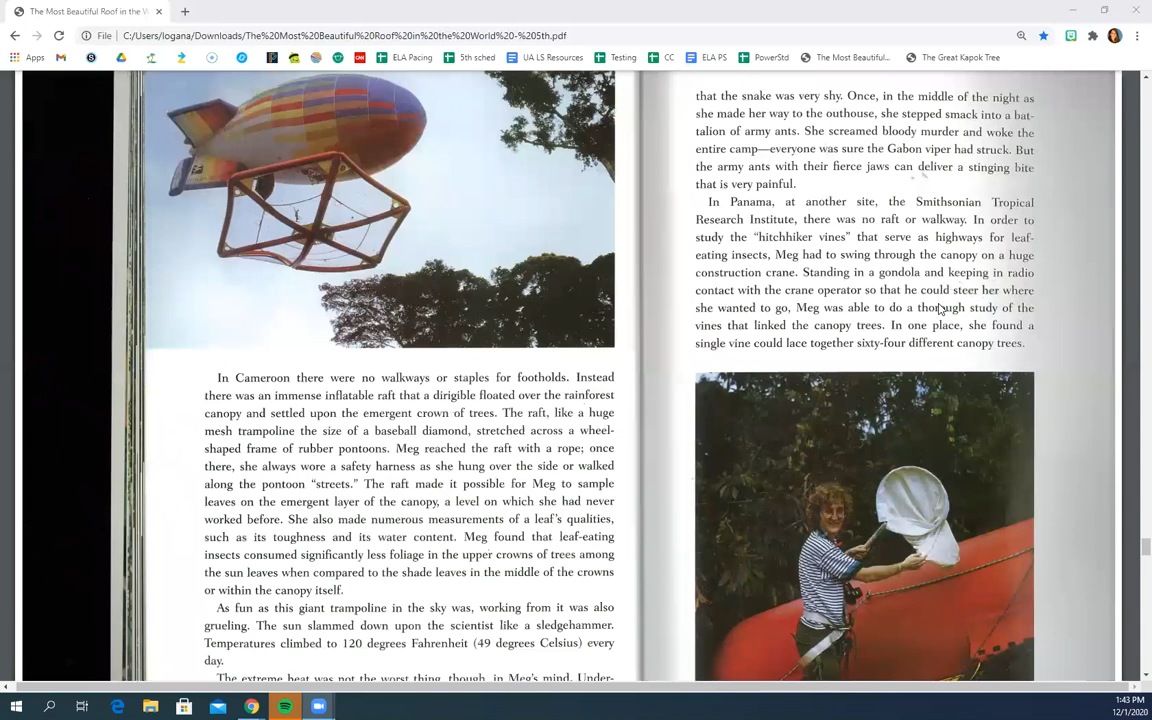 The Most Beautiful Roof in the W
File
C:/Users/logana/Downloads/The%20Most%20Beautiful%20Roof%20in%20the%20World%20-%205th.pdf
Apps
ELA Pacing
5th sched
UA LS Resources
Testing
CC
ELA PS
PowerStd
The Most Beautiful...
The Great Kapok Tree
In Cameroon there were no walkways or staples for footholds. Instead
there was an immense inflatable raft that a dirigible floated over the rainforest
canopy and settled upon the emergent crown of trees. The raft, like a huge
mesh trampoline the size of a baseball diamond, stretched across a wheel-
shaped frame of rubber pontoons. Meg reached the raft with a rope; once
there, she always wore a safety harness as she hung over the side or walked
along the pontoon “streets.” The raft made it possible for Meg to sample
leaves on the emergent layer of the canopy, a level on which she had never
worked before. She also made numerous measurements of a leaf’s qualities,
such as its toughness and its water content. Meg found that leaf-eating
insects consumed significantly less foliage in the upper crowns of trees among
the sun leaves when compared to the shade leaves in the middle of the crowns
or within the canopy itself.
As fun as this giant trampoline in the sky was, working from it was also
grueling. The sun slammed down upon the scientist like a sledgehammer.
Temperatures climbed to 120 degrees Fahrenheit (49 degrees Celsius) every
day.
The extreme heat was not the worst thing, though, in Meg’s mind. Under-
that the snake was very shy. Once, in the middle of the night as
she made her way to the outhouse, she stepped smack into a bat-
talion of army ants. She screamed bloody murder and woke the
entire camp—everyone was sure the Gabon viper had struck. But
the army ants with their fierce jaws can deliver a stinging bite
that is very painful.
In Panama, at another site, the Smithsonian Tropical
Research Institute, there was no raft or walkway. In order to
study the “hitchhiker vines” that serve as highways for leaf-
eating insects, Meg had to swing through the canopy on a huge
construction crane. Standing in a gondola and keeping in radio
contact with the crane operator so that he could steer her where
she wanted to go, Meg was able to do a thorough study of the
vines that linked the canopy trees. In one place, she found a
single vine could lace together sixty-four different canopy trees.
1:43 PM
12/1/2020